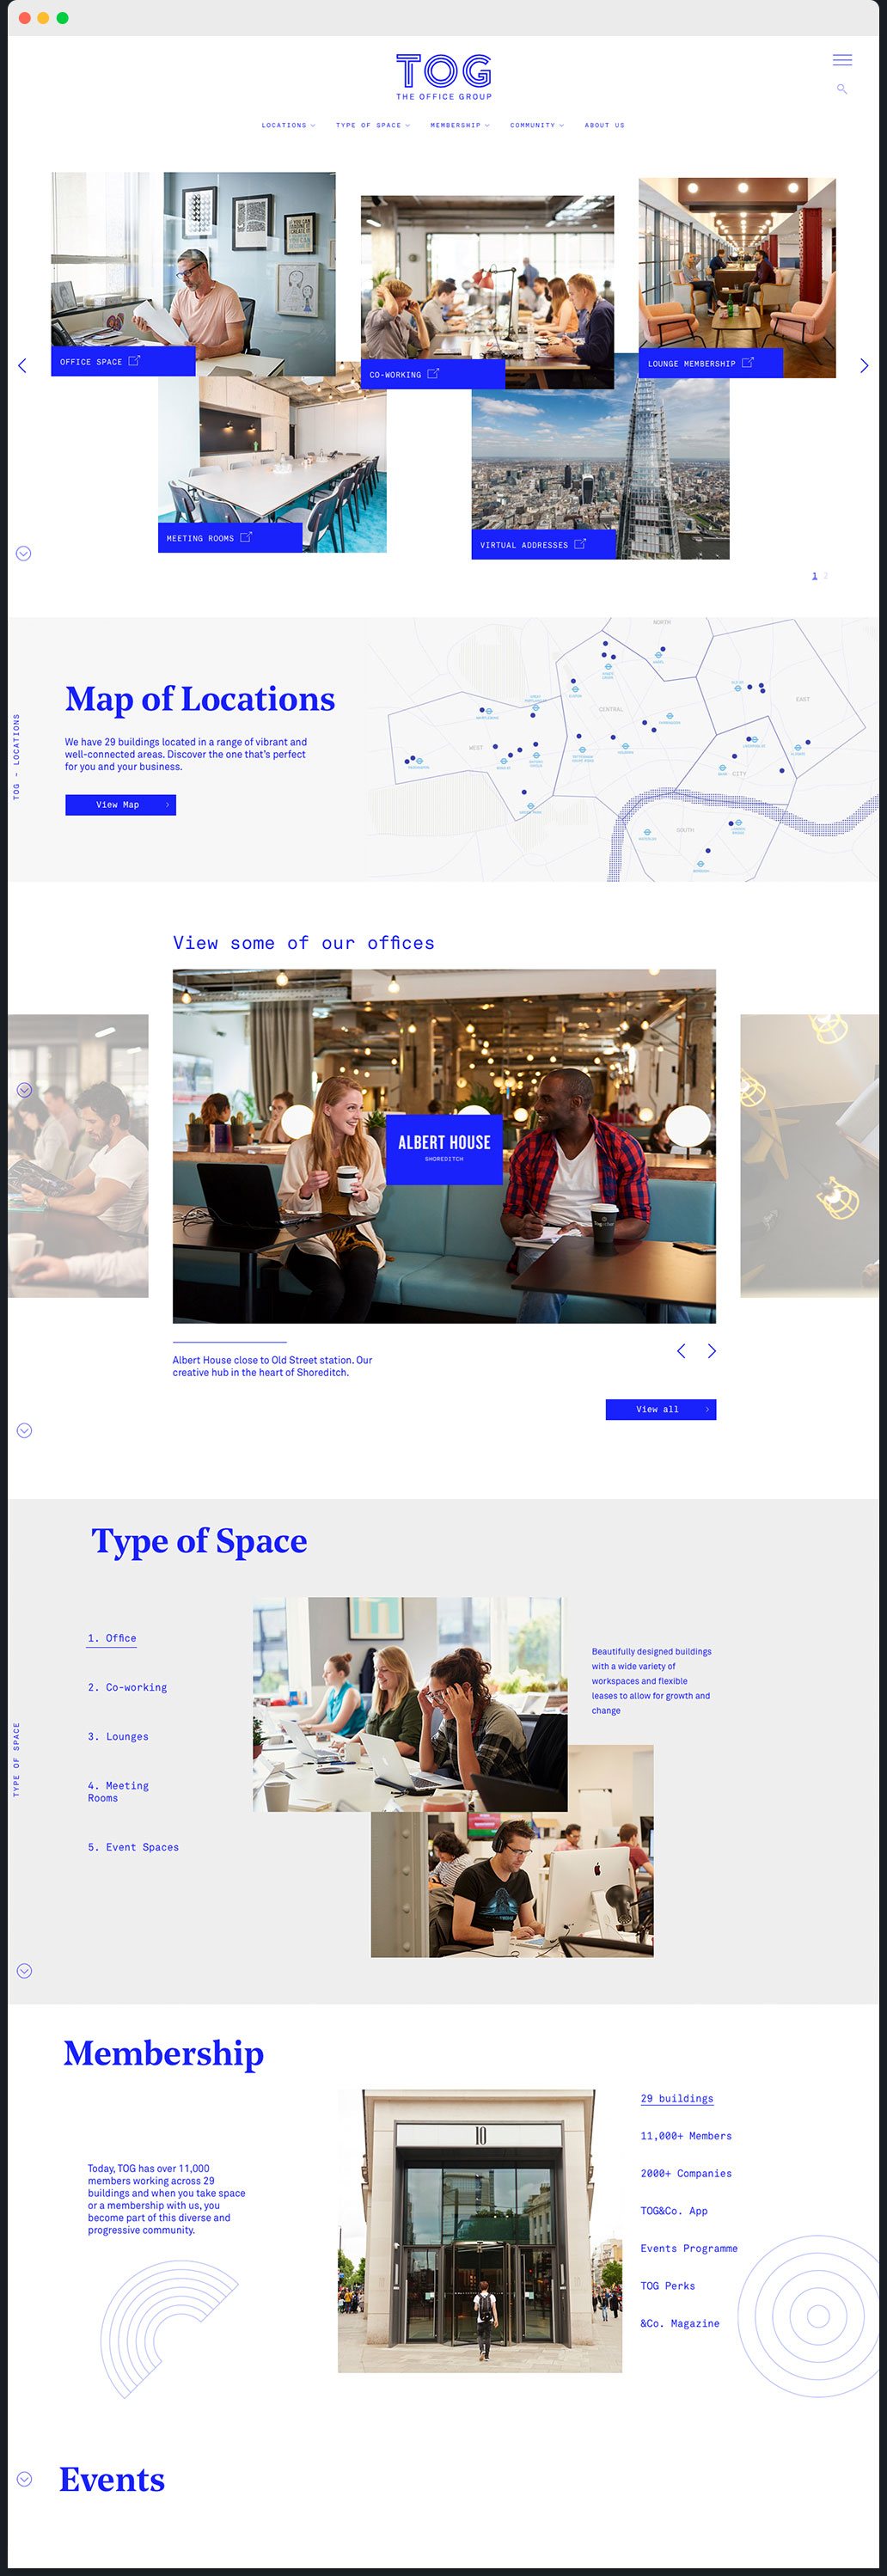 TOG
THE OFFICE GROUP
LOCATIONS
TYPE OF SPACE
MEMBERSHIP
COMMUNITY
ABOUT US
OFFICE SPACE
CO-WORKING
LOUNGE MEMBERSHIP
MEETING ROOMS
VIRTUAL ADDRESSES
1 2
TOG - LOCATIONS
Map of Locations
We have 29 buildings located in a range of vibrant and
well-connected areas. Discover the one that's perfect
for you and your business.
View Map
NORTH
CENTRAL
EAST
WEST
CITY
SOUTH
View some of our offices
ALBERT HOUSE
SHOREDITCH
Albert House close to Old Street station. Our
creative hub in the heart of Shoreditch.
View all
TYPE OF SPACE
Type of Space
1. Office
2. Co-working
3. Lounges
4. Meeting
Rooms
5. Event Spaces
Beautifully designed buildings
with a wide variety of
workspaces and flexible
leases to allow for growth and
change
Membership
Today, TOG has over 11,000
members working across 29
buildings and when you take space
or a membership with us, you
become part of this diverse and
progressive community.
10
29 buildings
11,000+ Members
2000+ Companies
TOG&Co. App
Events Programme
TOG Perks
&Co. Magazine
Events